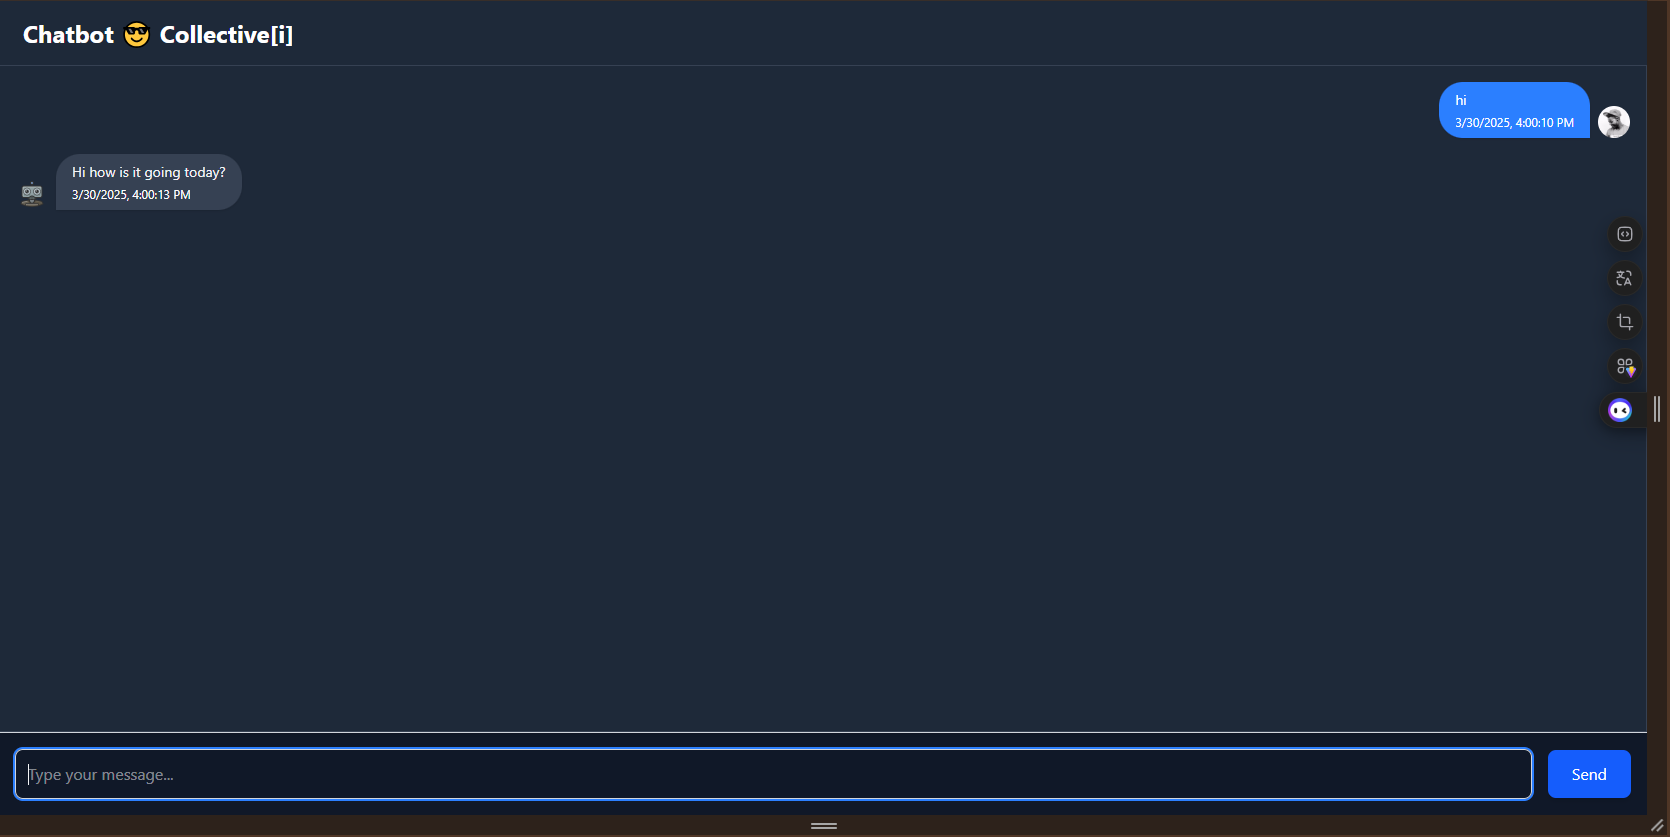 Chatbot 😎 Collective[i]
hi
3/30/2025, 4:00:10 PM
Hi how is it going today?
3/30/2025, 4:00:13 PM
Type your message...
Send